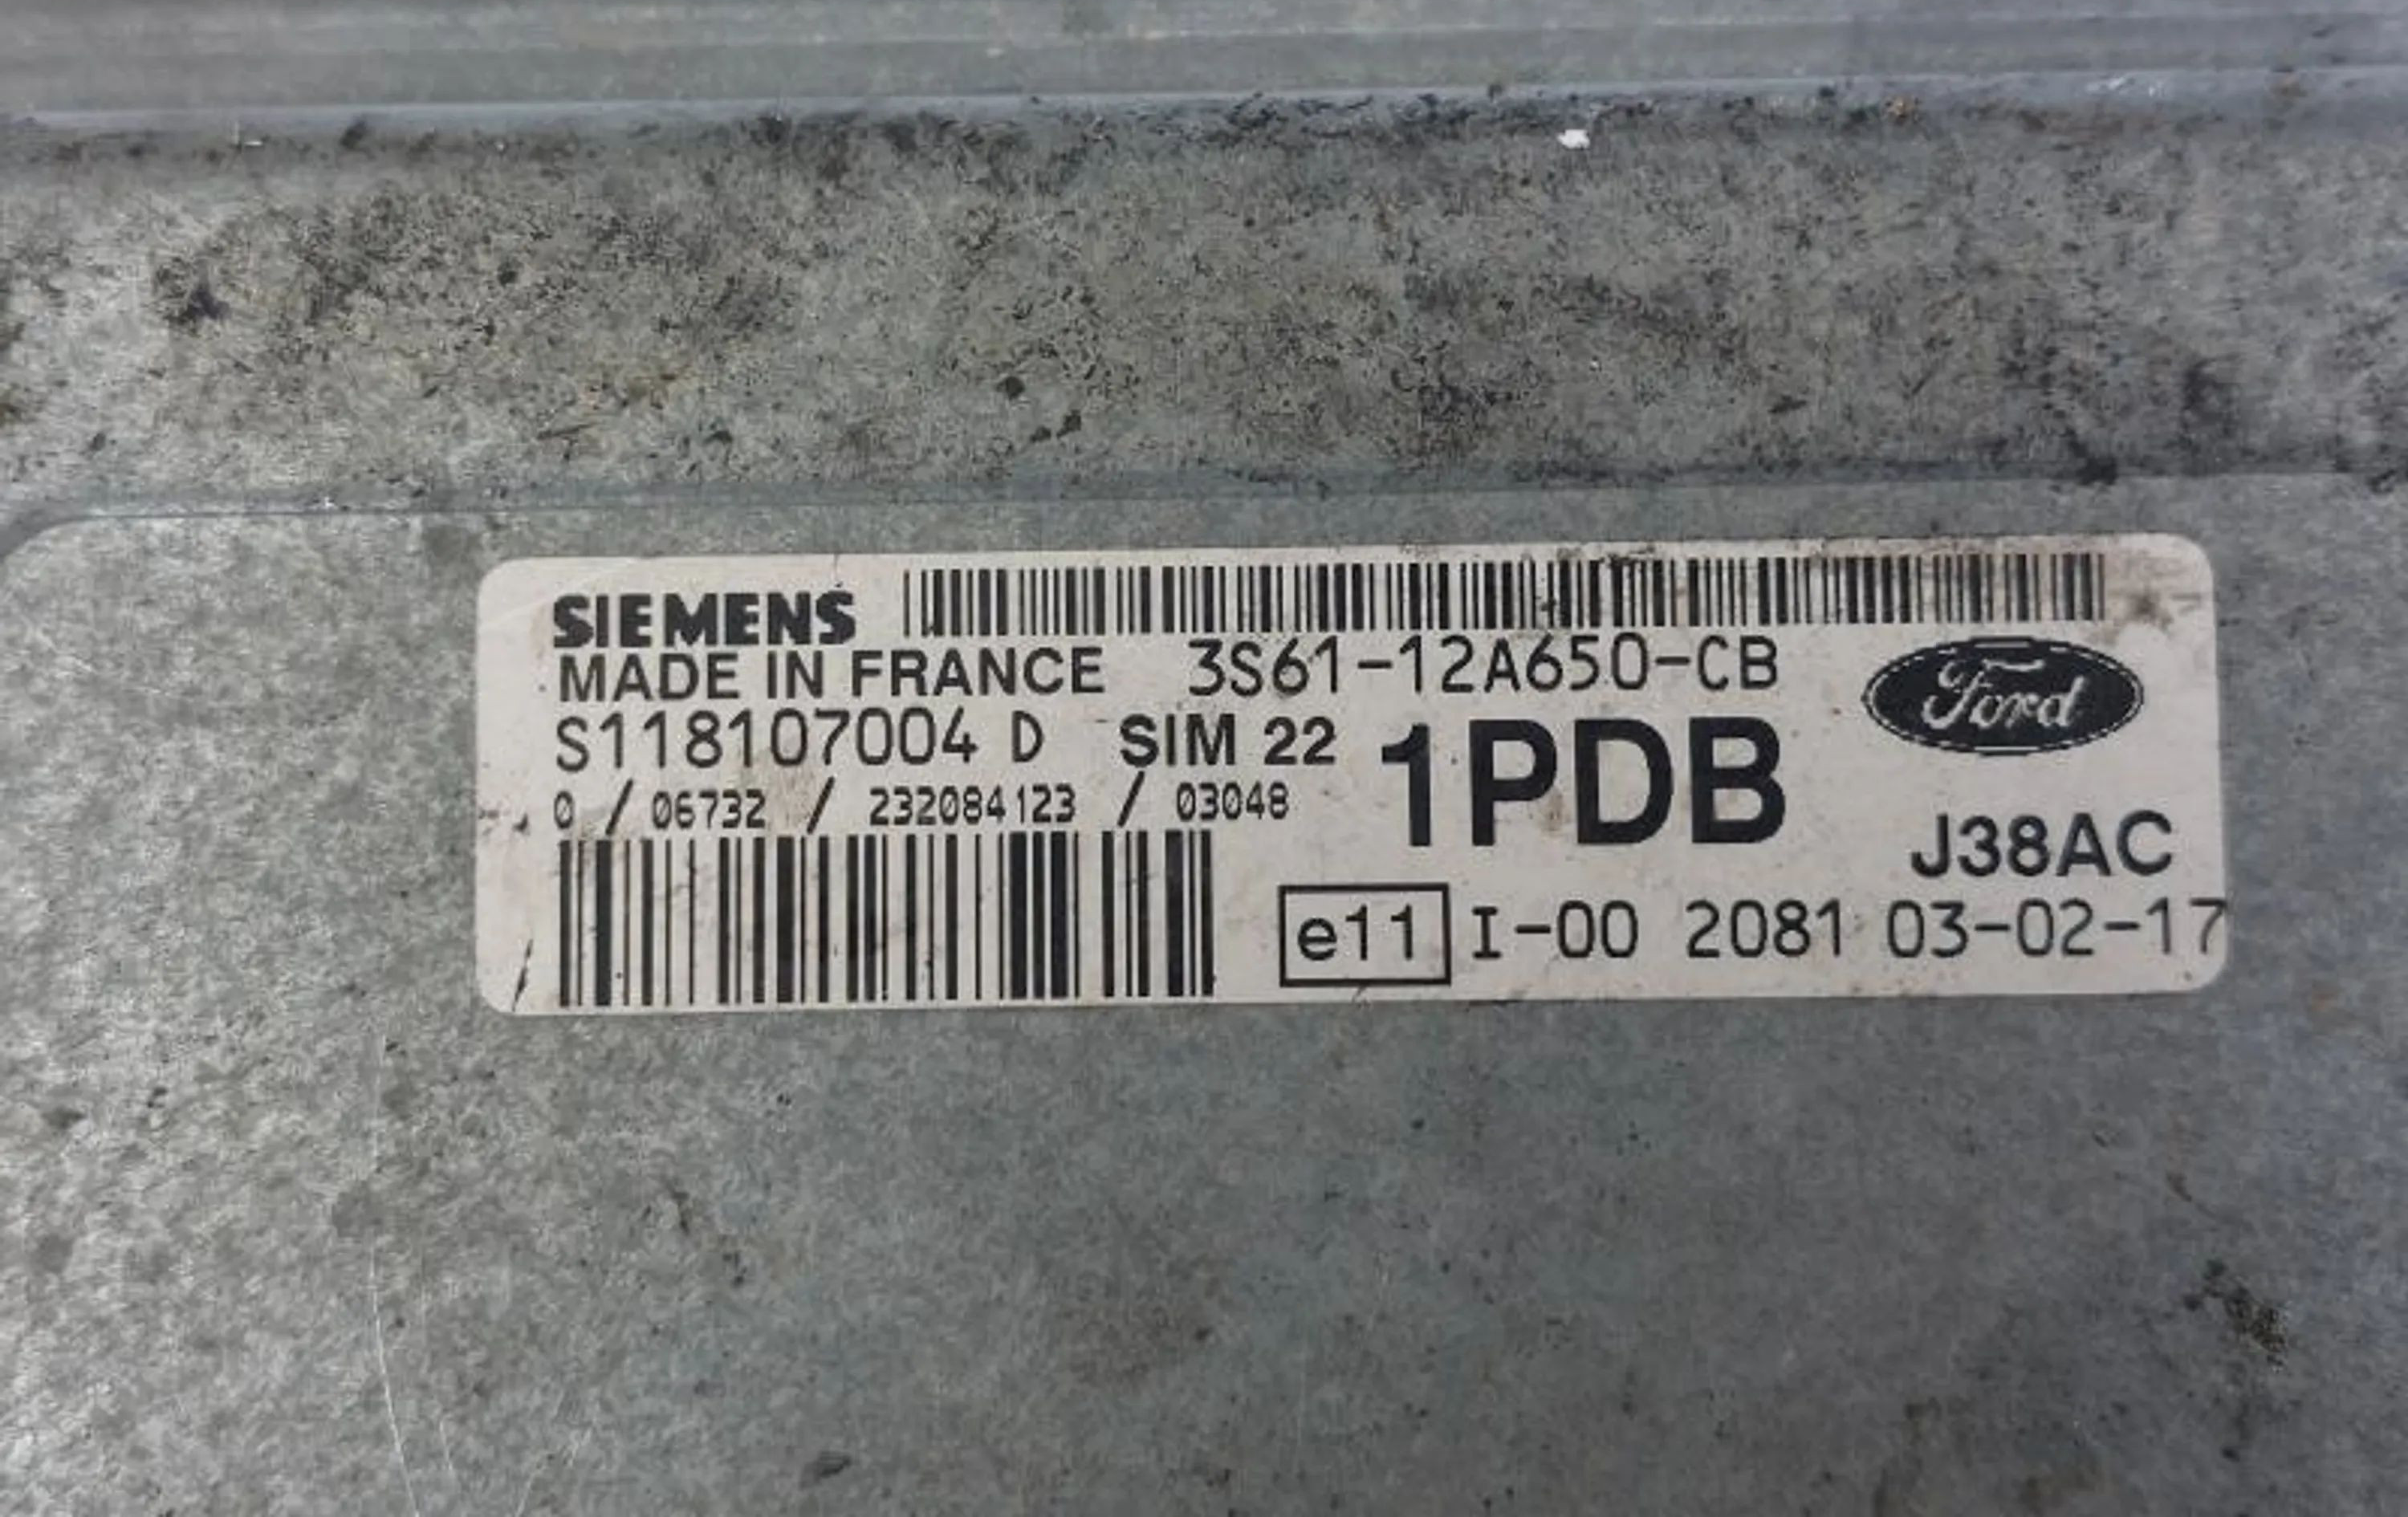 SIEMENS
MADE IN FRANCE 3S61-12A650-CB
Ford
S118107004 D SIM 22 1PDB
0 / 06732 / 232084123 / 03048
J38AC
e11 I-00 2081 03-02-17